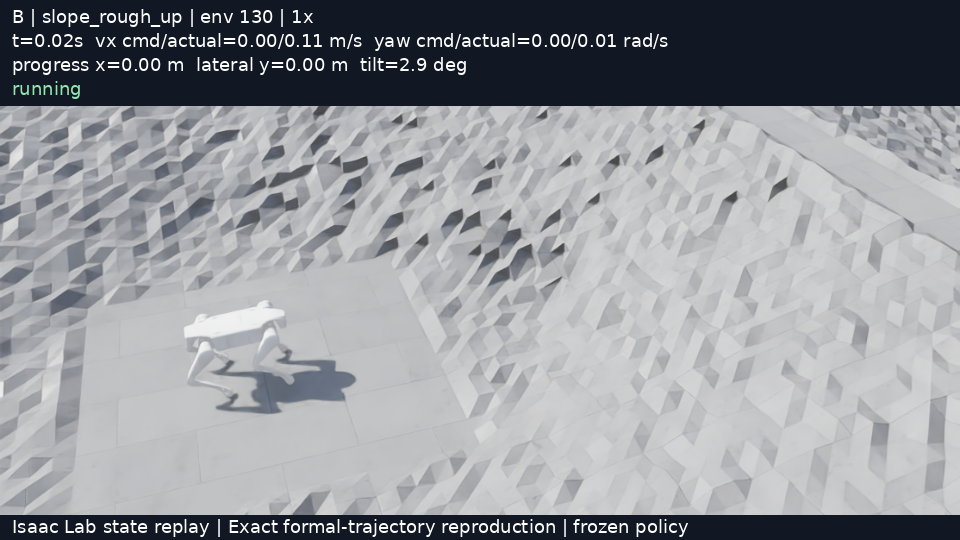 B | slope_rough_up | env 130 | 1x
t=0.02s  vx cmd/actual=0.00/0.11 m/s  yaw cmd/actual=0.00/0.01 rad/s
progress x=0.00 m  lateral y=0.00 m  tilt=2.9 deg
running
Isaac Lab state replay | Exact formal-trajectory reproduction | frozen policy